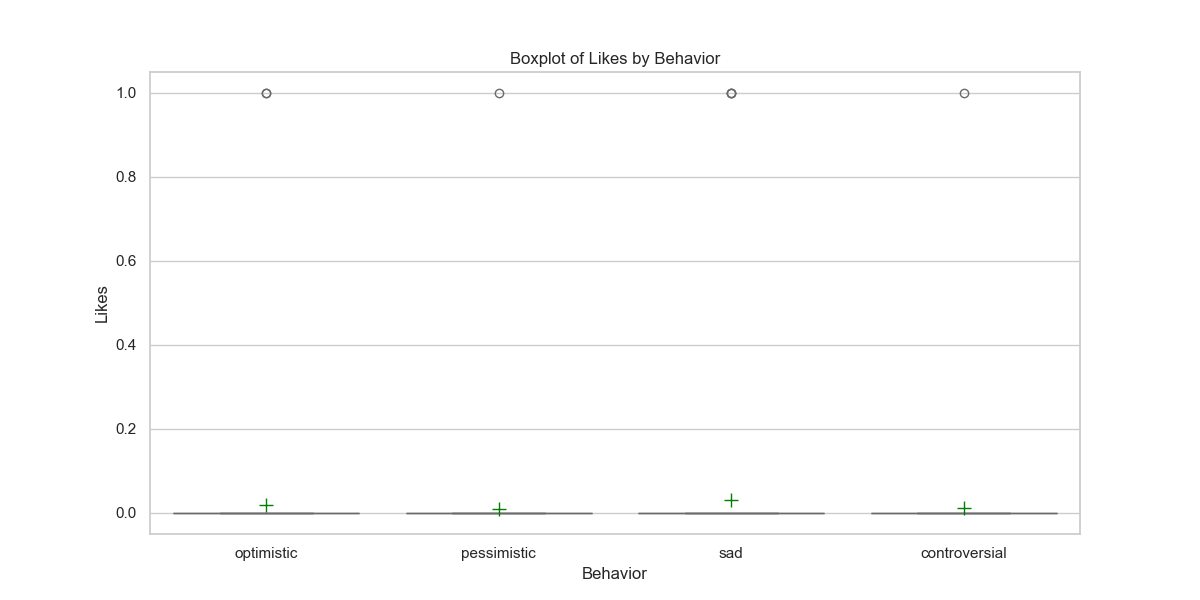 Boxplot of Likes by Behavior
1.0
0.8
0.6
0.4
0.2
0.0
Likes
optimistic pessimistic sad controversial
Behavior